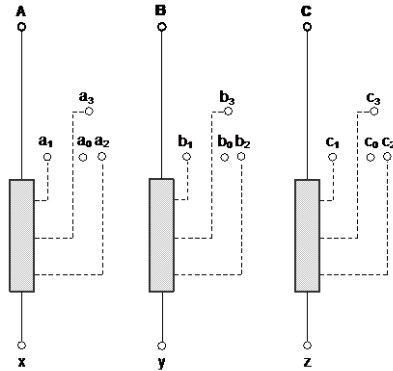 A B C
a₃ b₃ c₃
a₁ a₀ a₂ b₁ b₀ b₂ c₁ c₀ c₂
x y z